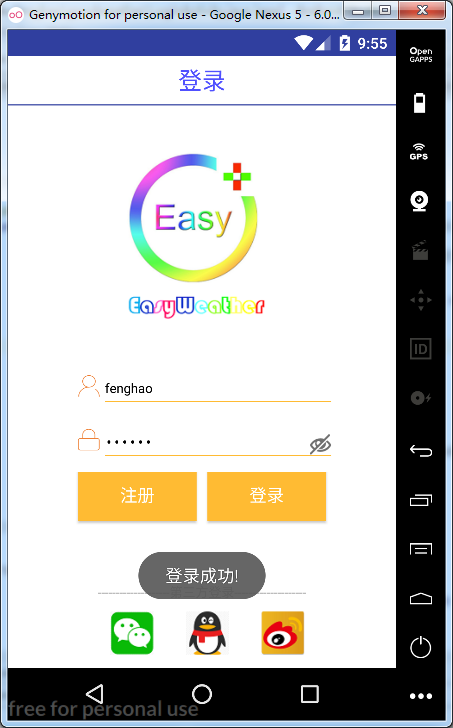 Genymotion for personal use - Google Nexus 5 - 6.0...
9:55
Open
GAPPS
登录
GPS
Easy
EasyWeather
ID
fenghao
••••••
注册
登录
登录成功!
free for personal use